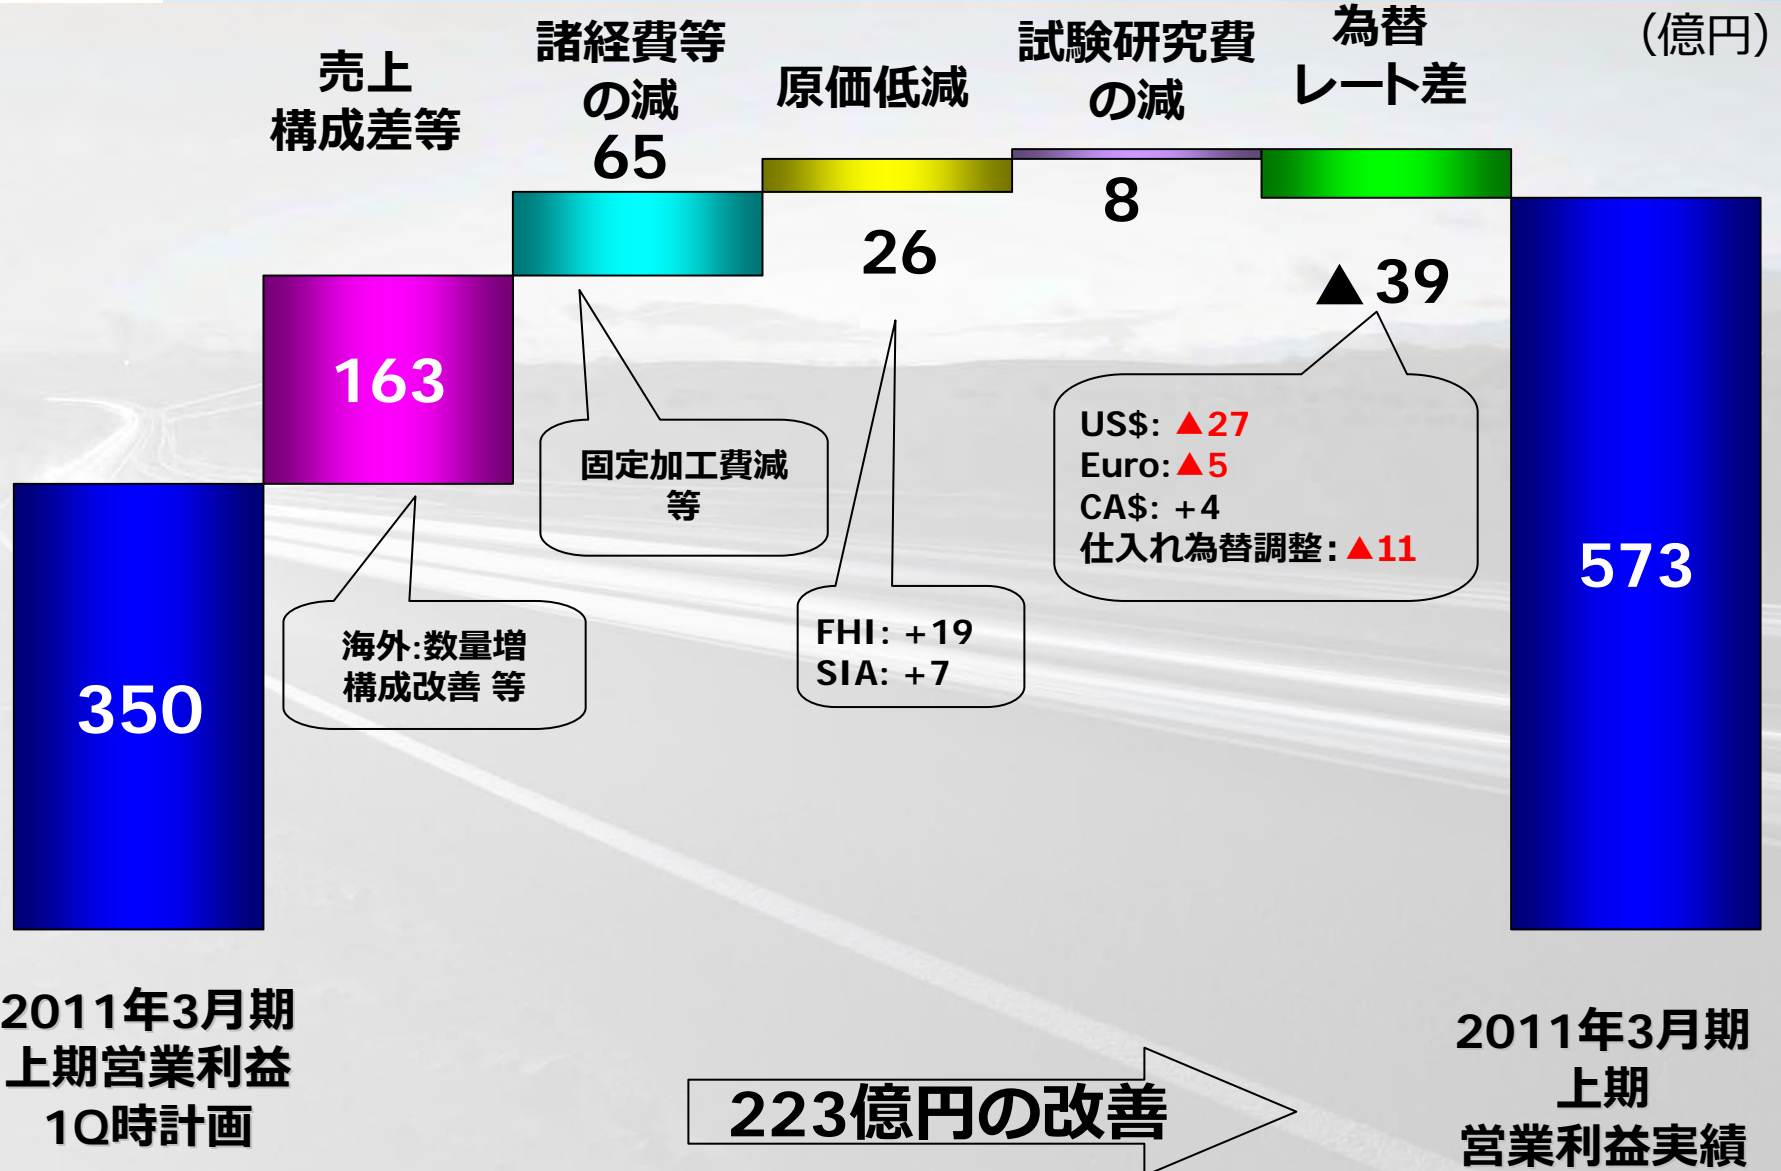 (億円)
売上
構成差等
諸経費等
の減
65
原価低減
試験研究費
の減
為替
レート差
8
26
▲39
163
固定加工費減
等
US$: ▲27
Euro:▲5
CA$: +4
仕入れ為替調整:▲11
573
FHI: +19
SIA: +7
海外:数量増
構成改善 等
350
2011年3月期
上期営業利益
1Q時計画
223億円の改善
2011年3月期
上期
営業利益実績